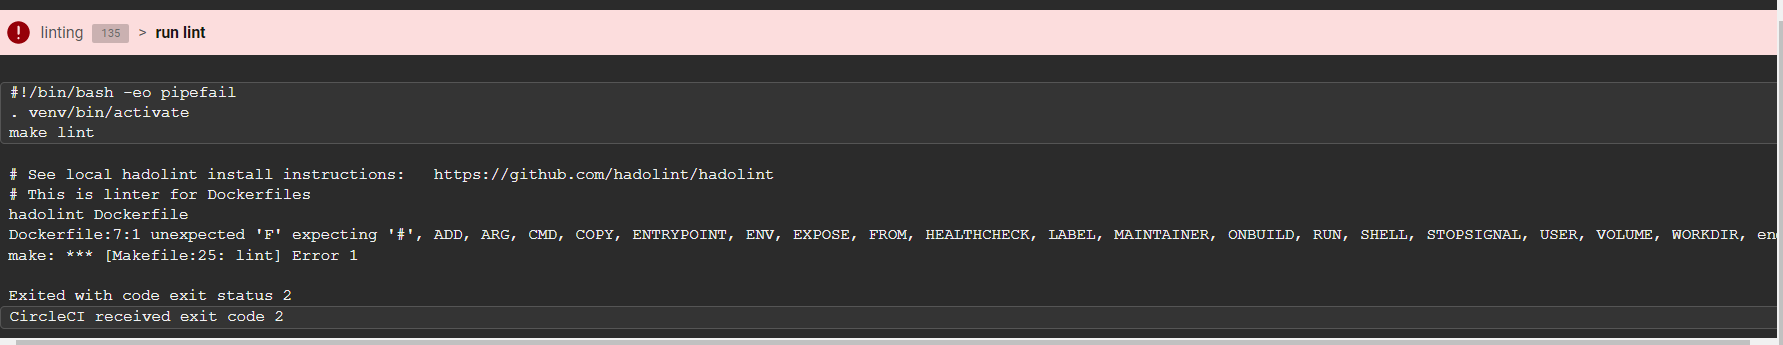 linting 135 > run lint
#!/bin/bash -eo pipefail
. venv/bin/activate
make lint
# See local hadolint install instructions:   https://github.com/hadolint/hadolint
# This is linter for Dockerfiles
hadolint Dockerfile
Dockerfile:7:1 unexpected 'F' expecting '#', ADD, ARG, CMD, COPY, ENTRYPOINT, ENV, EXPOSE, FROM, HEALTHCHECK, LABEL, MAINTAINER, ONBUILD, RUN, SHELL, STOPSIGNAL, USER, VOLUME, WORKDIR,
make: *** [Makefile:25: lint] Error 1
Exited with code exit status 2
CircleCI received exit code 2